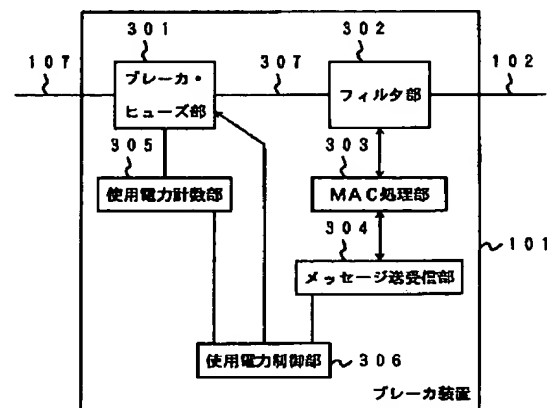 301
302
107
ブレーカ・
ヒューズ部
307
フィルタ部
102
305
303
使用電力計数部
MAC処理部
304
101
メッセージ送受信部
使用電力制御部
306
ブレーカ装置